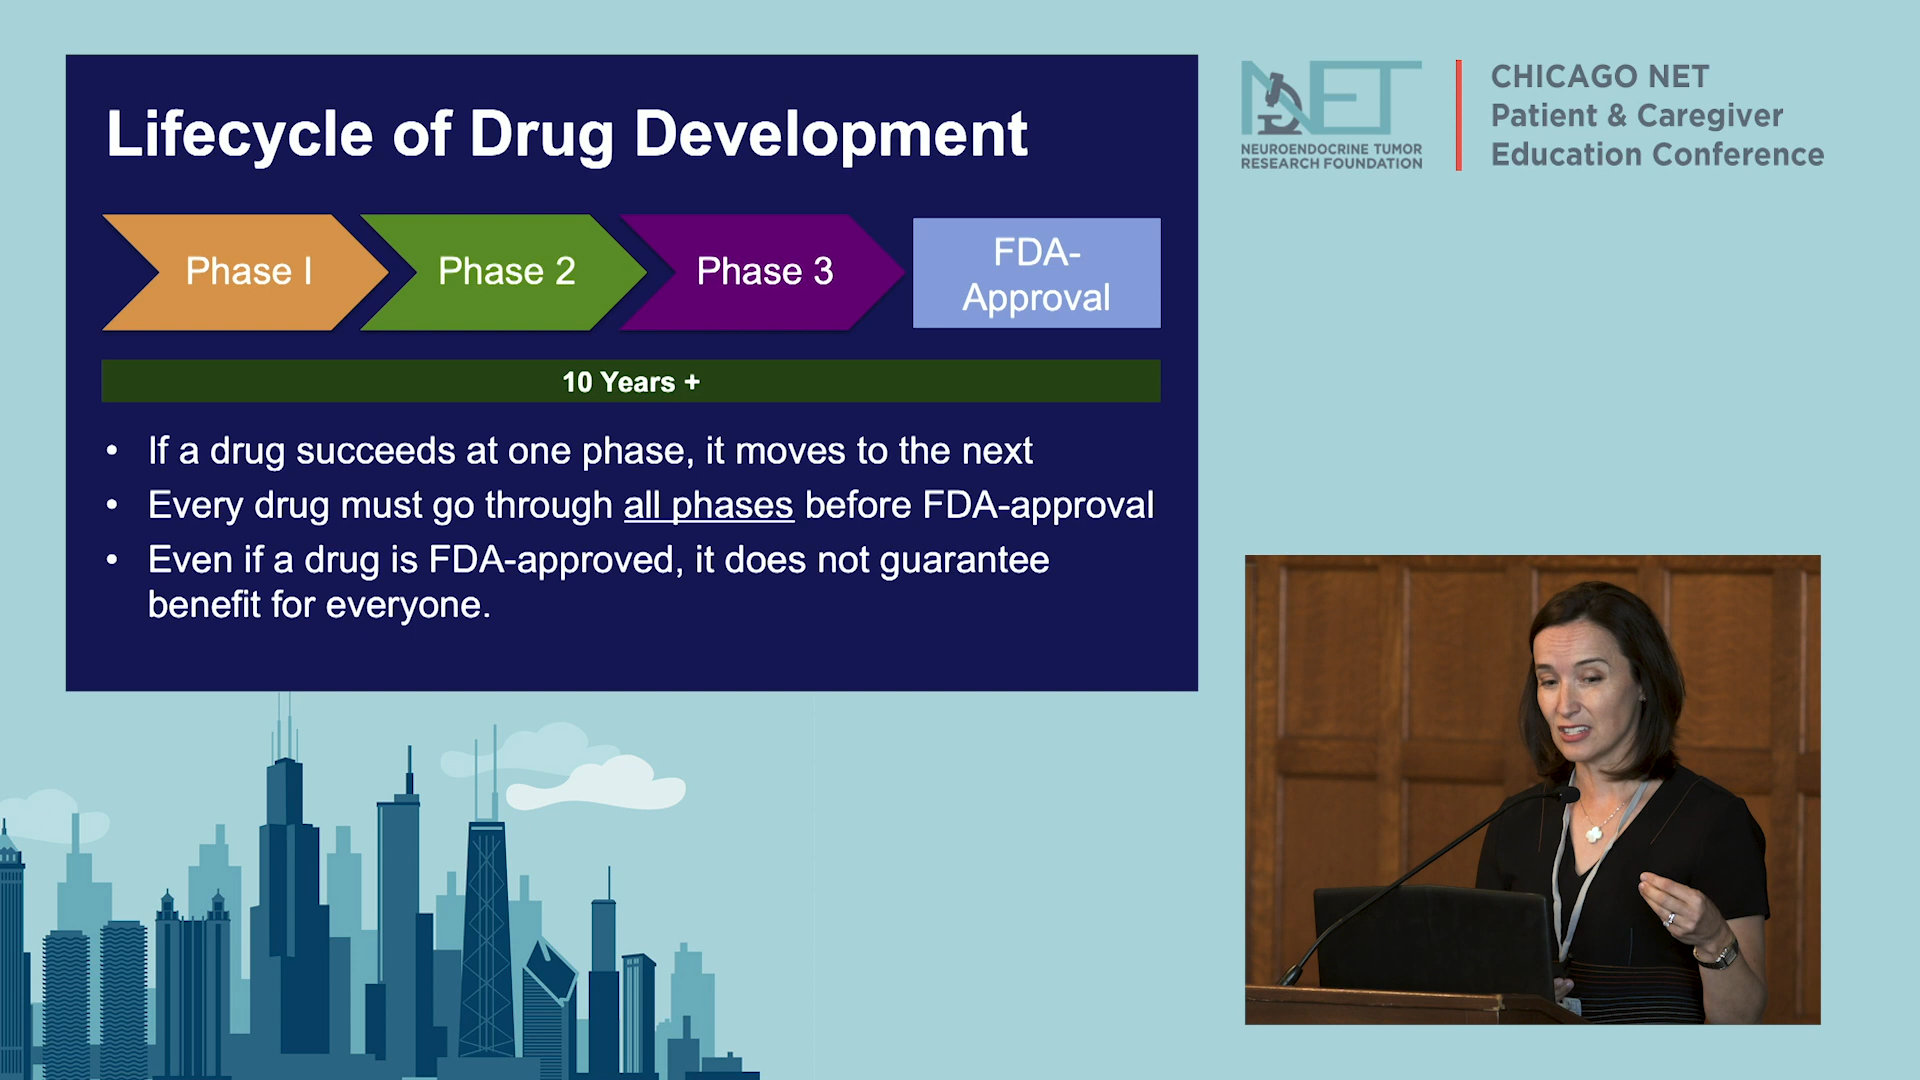 Lifecycle of Drug Development
Phase I
Phase 2
Phase 3
FDA-
Approval
10 Years +
• If a drug succeeds at one phase, it moves to the next
• Every drug must go through all phases before FDA-approval
• Even if a drug is FDA-approved, it does not guarantee
benefit for everyone.
NET
NEUROENDOCRINE TUMOR
RESEARCH FOUNDATION
CHICAGO NET
Patient & Caregiver
Education Conference